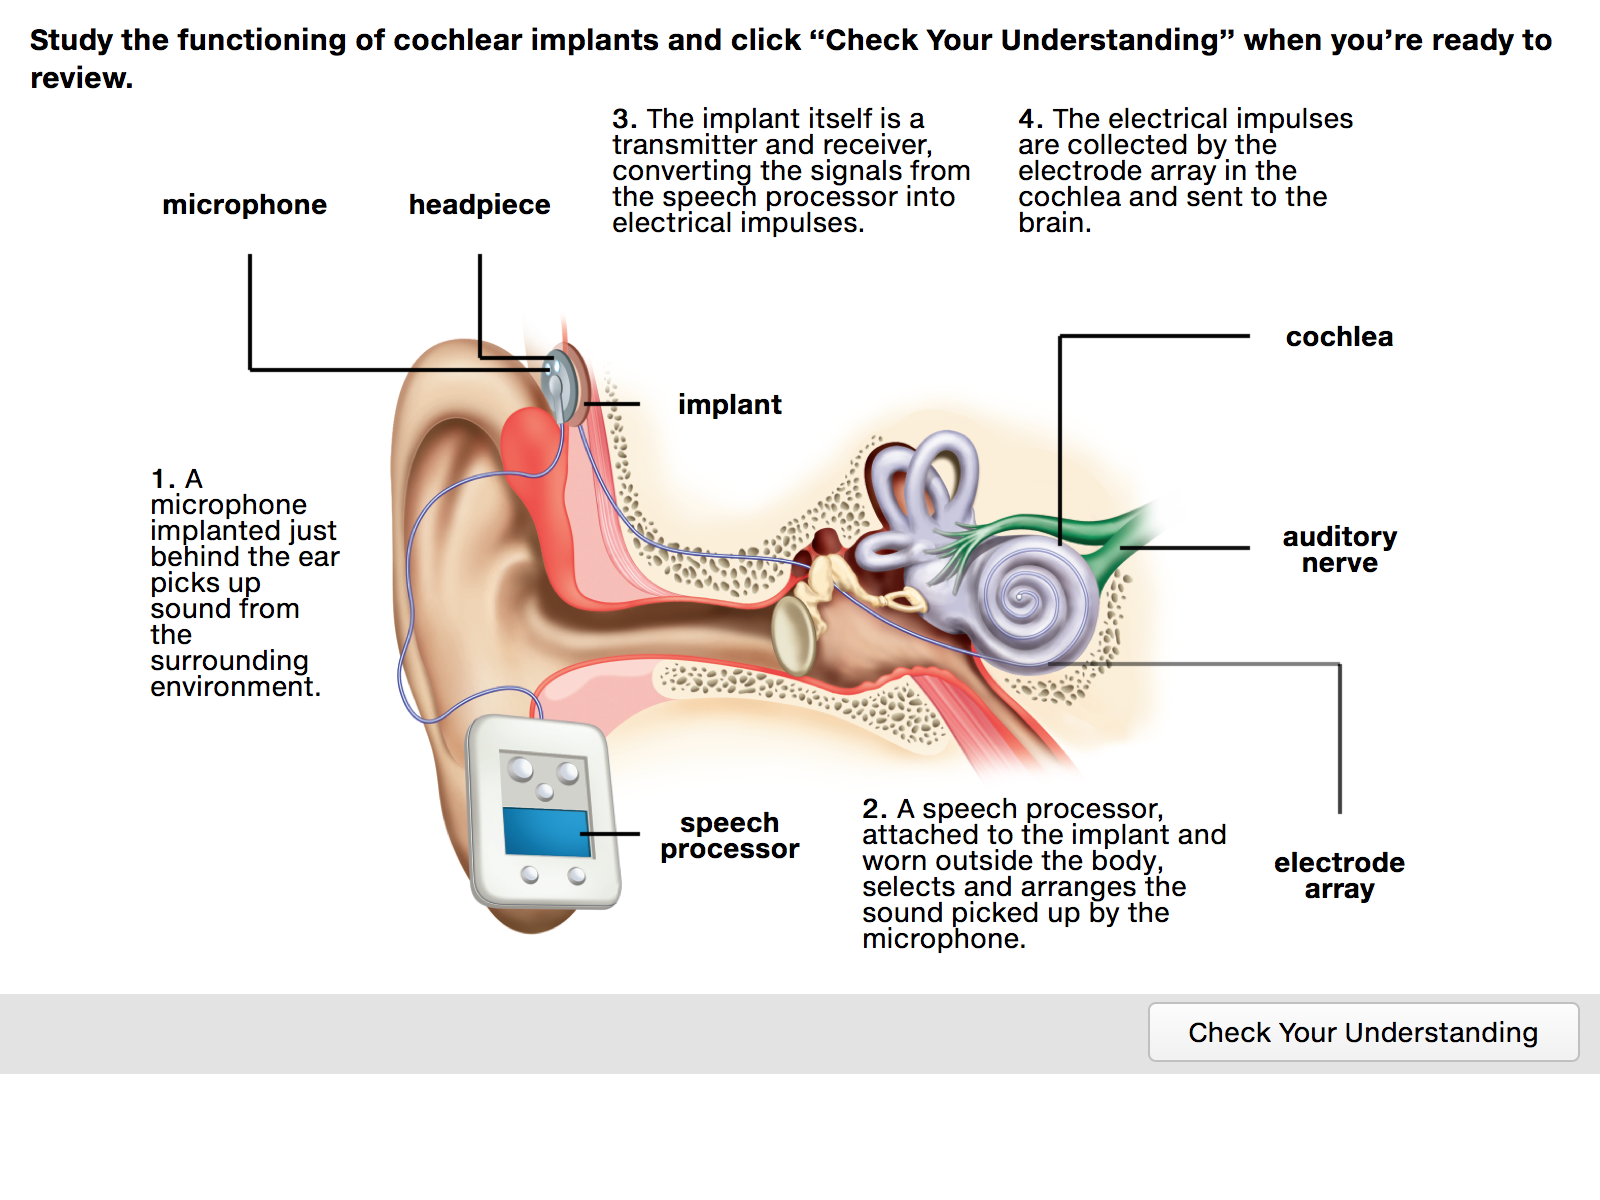 Study the functioning of cochlear implants and click “Check Your Understanding” when you’re ready to
review.
3. The implant itself is a
transmitter and receiver,
converting the signals from
the speech processor into
electrical impulses.
4. The electrical impulses
are collected by the
electrode array in the
cochlea and sent to the
brain.
microphone
headpiece
cochlea
implant
1. A
microphone
implanted just
behind the ear
picks up
sound from
the
surrounding
environment.
auditory
nerve
speech
processor
2. A speech processor,
attached to the implant and
worn outside the body,
selects and arranges the
sound picked up by the
microphone.
electrode
array
Check Your Understanding